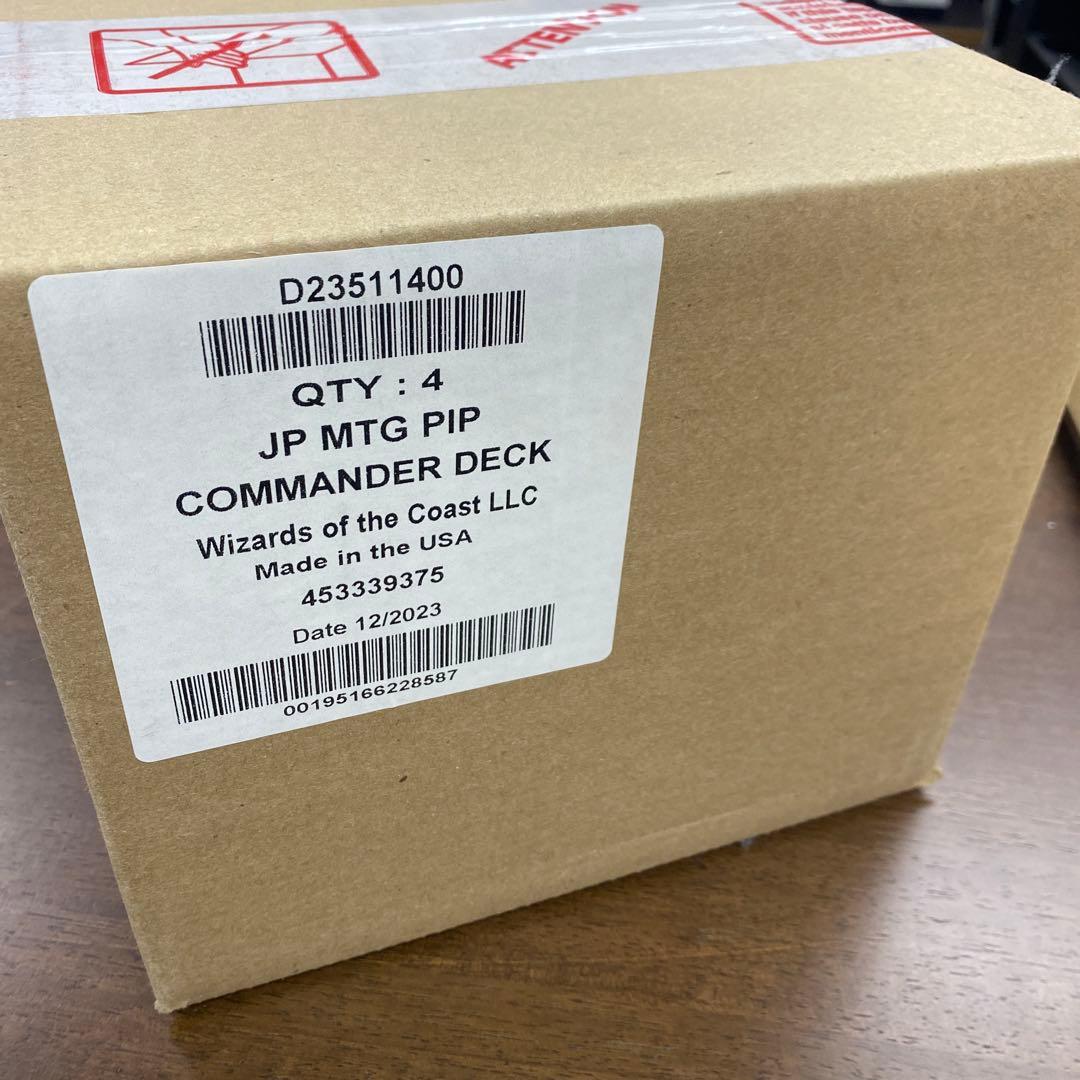 ATTENTION
D23511400
QTY : 4
JP MTG PIP
COMMANDER DECK
Wizards of the Coast LLC
Made in the USA
453339375
Date 12/2023
00195166228587